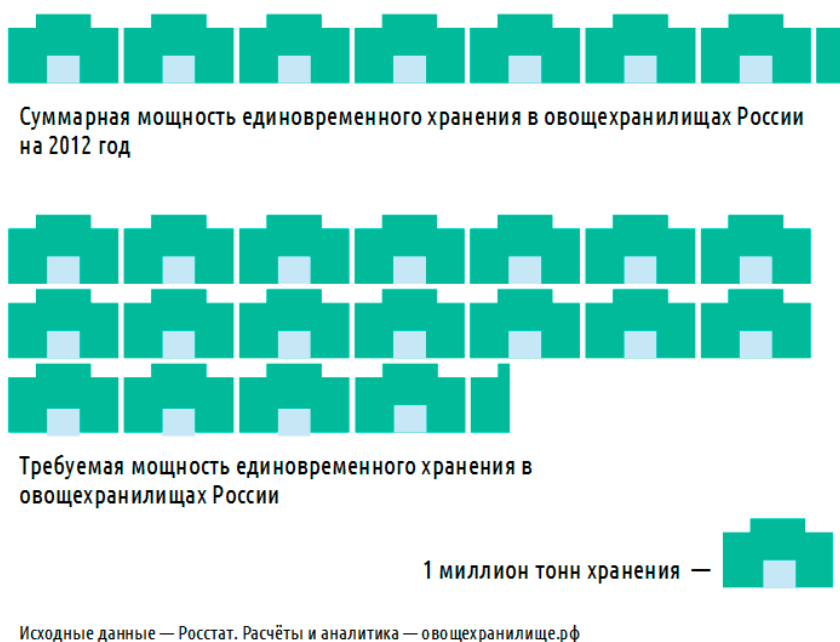 Суммарная мощность единовременного хранения в овощехранилищах России
на 2012 год
Требуемая мощность единовременного хранения в
овощехранилищах России
1 миллион тонн хранения —
Исходные данные — Росстат. Расчёты и аналитика — овощехранилище.рф